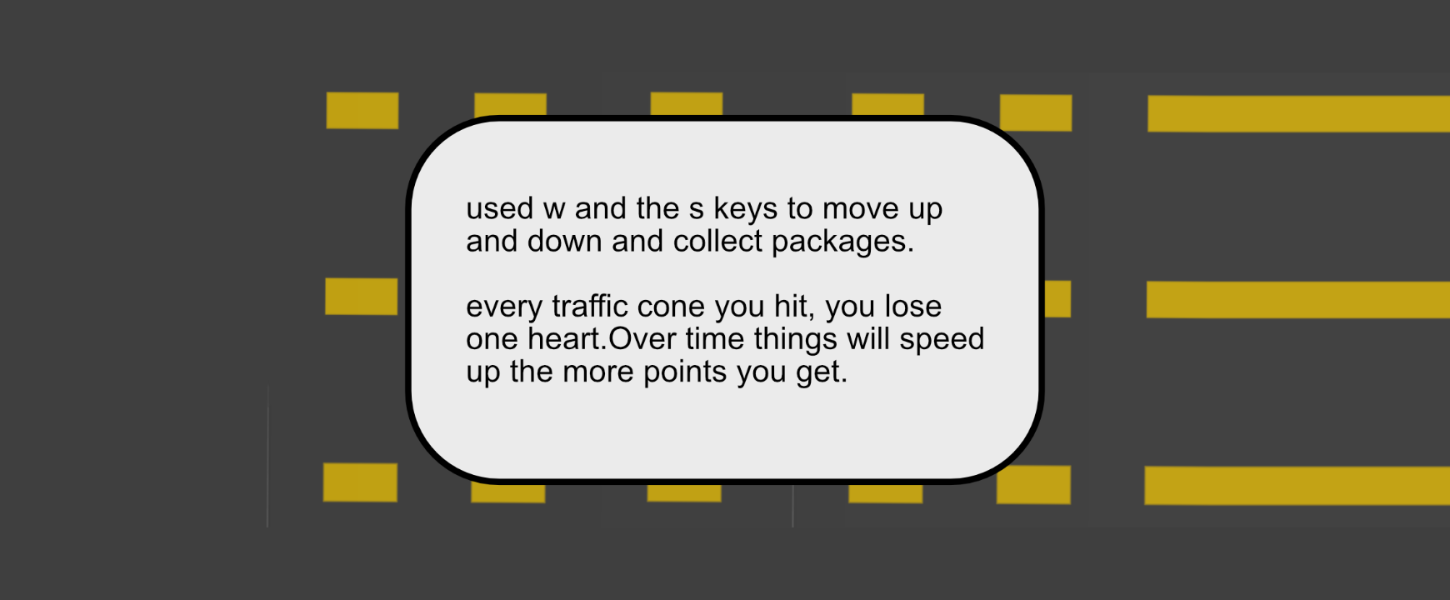 used w and the s keys to move up
and down and collect packages.
every traffic cone you hit, you lose
one heart.Over time things will speed
up the more points you get.